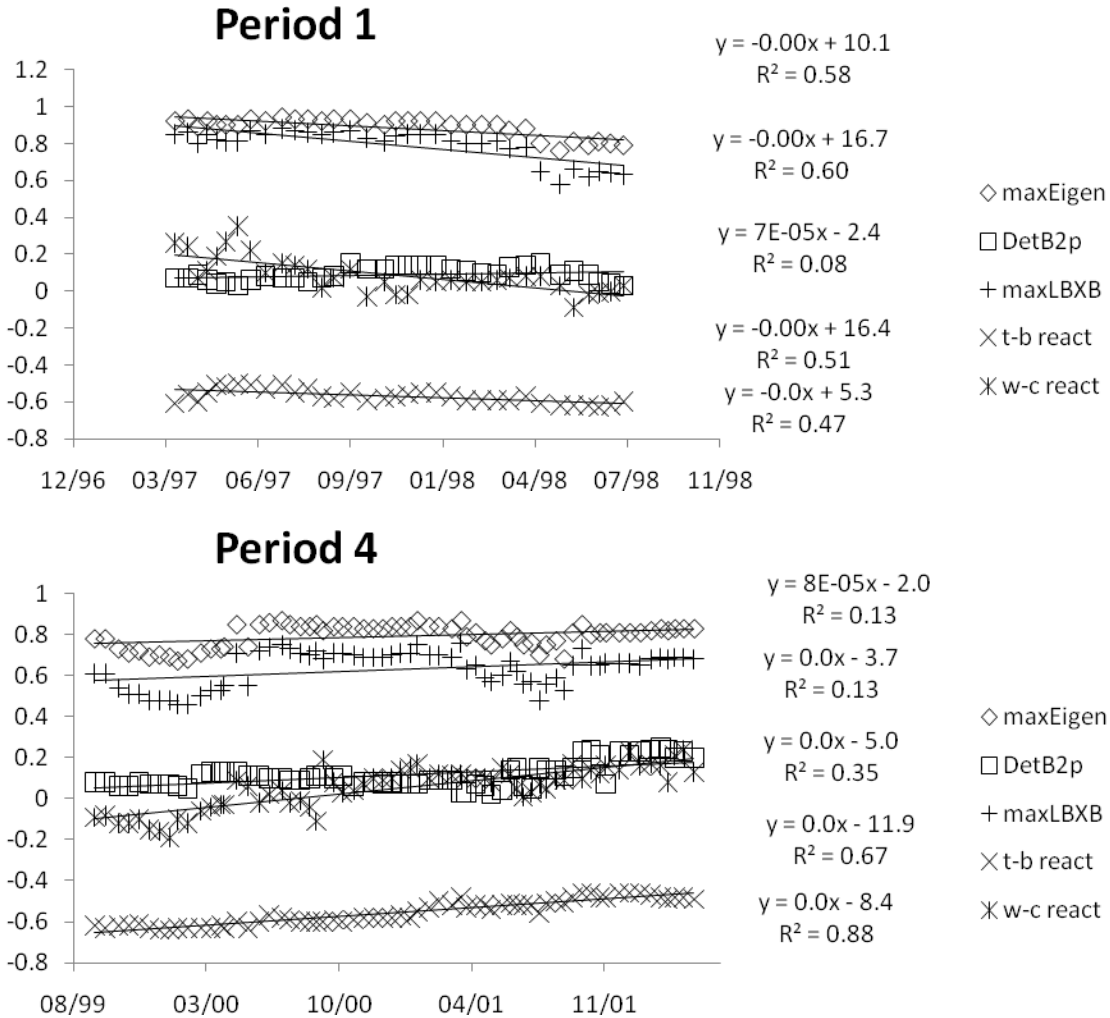 Period 1
y = -0.00x + 10.1
R² = 0.58
y = -0.00x + 16.7
R² = 0.60
y = 7E-05x - 2.4
R² = 0.08
y = -0.00x + 16.4
R² = 0.51
y = -0.0x + 5.3
R² = 0.47
1.2
1
0.8
0.6
0.4
0.2
0
-0.2
-0.4
-0.6
-0.8
12/96 03/97 06/97 09/97 01/98 04/98 07/98 11/98
maxEigen
DetB2p
maxLBXB
t-b react
w-c react
Period 4
y = 8E-05x - 2.0
R² = 0.13
y = 0.0x - 3.7
R² = 0.13
y = 0.0x - 5.0
R² = 0.35
y = 0.0x - 11.9
R² = 0.67
y = 0.0x - 8.4
R² = 0.88
1
0.8
0.6
0.4
0.2
0
-0.2
-0.4
-0.6
-0.8
08/99 03/00 10/00 04/01 11/01
maxEigen
DetB2p
maxLBXB
t-b react
w-c react